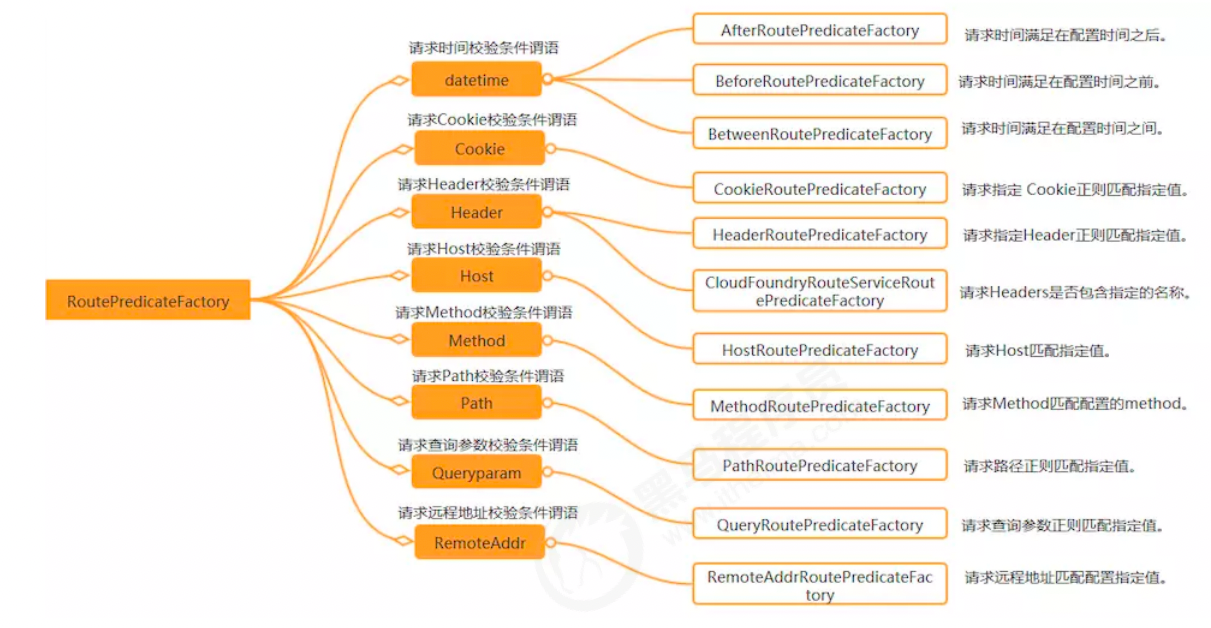 请求时间校验条件谓语
datetime
AfterRoutePredicateFactory
请求时间满足在配置时间之后。
BeforeRoutePredicateFactory
请求时间满足在配置时间之前。
BetweenRoutePredicateFactory
请求时间满足在配置时间之间。
请求Cookie校验条件谓语
Cookie
CookieRoutePredicateFactory
请求指定 Cookie正则匹配指定值。
请求Header校验条件谓语
Header
HeaderRoutePredicateFactory
请求指定Header正则匹配指定值。
CloudFoundryRouteServiceRout
ePredicateFactory
请求Headers是否包含指定的名称。
请求Host校验条件谓语
Host
HostRoutePredicateFactory
请求Host匹配指定值。
RoutePredicateFactory
请求Method校验条件谓语
Method
MethodRoutePredicateFactory
请求Method匹配配置的method。
请求Path校验条件谓语
Path
PathRoutePredicateFactory
请求路径正则匹配指定值。
请求查询参数校验条件谓语
Queryparam
QueryRoutePredicateFactory
请求查询参数正则匹配指定值。
请求远程地址校验条件谓语
RemoteAddr
RemoteAddrRoutePredicateFac
tory
请求远程地址匹配配置指定值。
黑马程序员